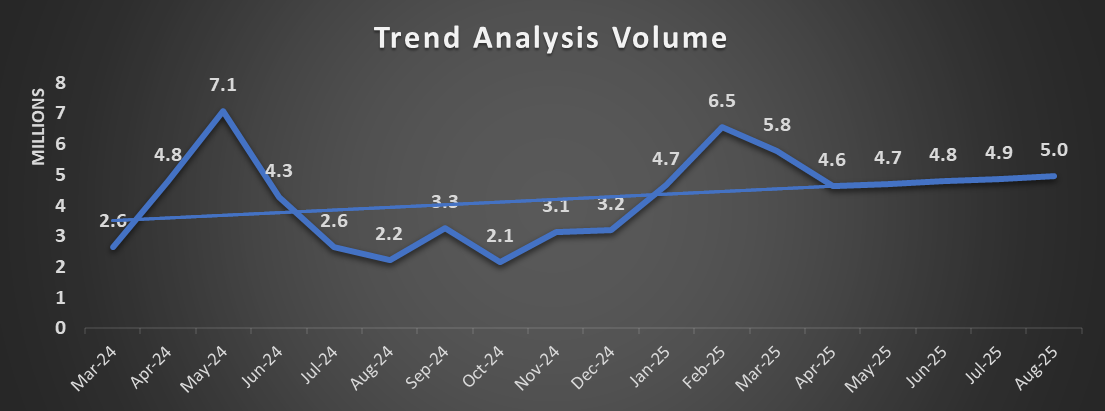 Trend Analysis Volume
MILLIONS
8
7
6
5
4
3
2
1
0
2.6
4.8
7.1
4.3
2.6
2.2
3.3
2.1
3.1
3.2
4.7
6.5
5.8
4.6
4.7
4.8
4.9
5.0
Mar-24
Apr-24
May-24
Jun-24
Jul-24
Aug-24
Sep-24
Oct-24
Nov-24
Dec-24
Jan-25
Feb-25
Mar-25
Apr-25
May-25
Jun-25
Jul-25
Aug-25